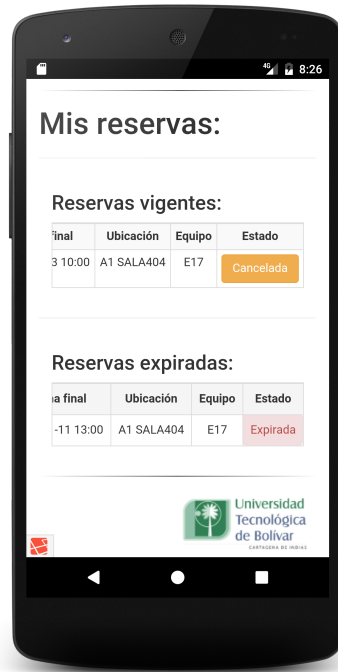 4G 8:26
Mis reservas:
Reservas vigentes:
final Ubicación Equipo Estado
3 10:00 A1 SALA404 E17 Cancelada
Reservas expiradas:
a final Ubicación Equipo Estado
-11 13:00 A1 SALA404 E17 Expirada
Universidad
Tecnológica
de Bolívar
CARTAGENA DE INDIAS